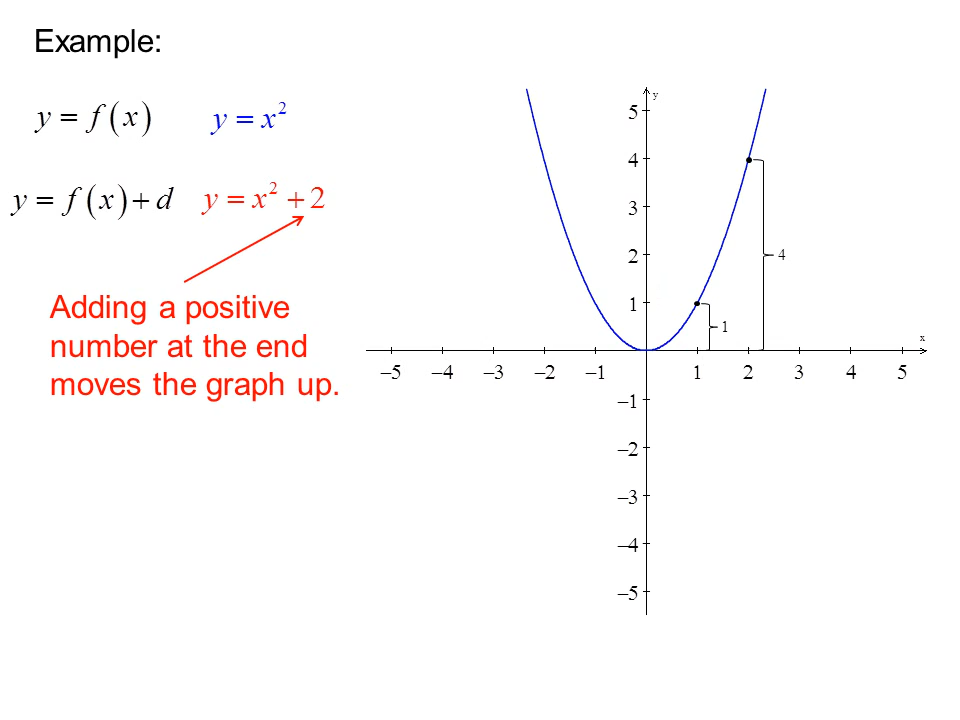 Example:
y = f(x)
y = x²
y = f(x) + d
y = x² + 2
Adding a positive
number at the end
moves the graph up.
y
5
4
3
2
4
1
1
x
–5 –4 –3 –2 –1 1 2 3 4 5
–1
–2
–3
–4
–5